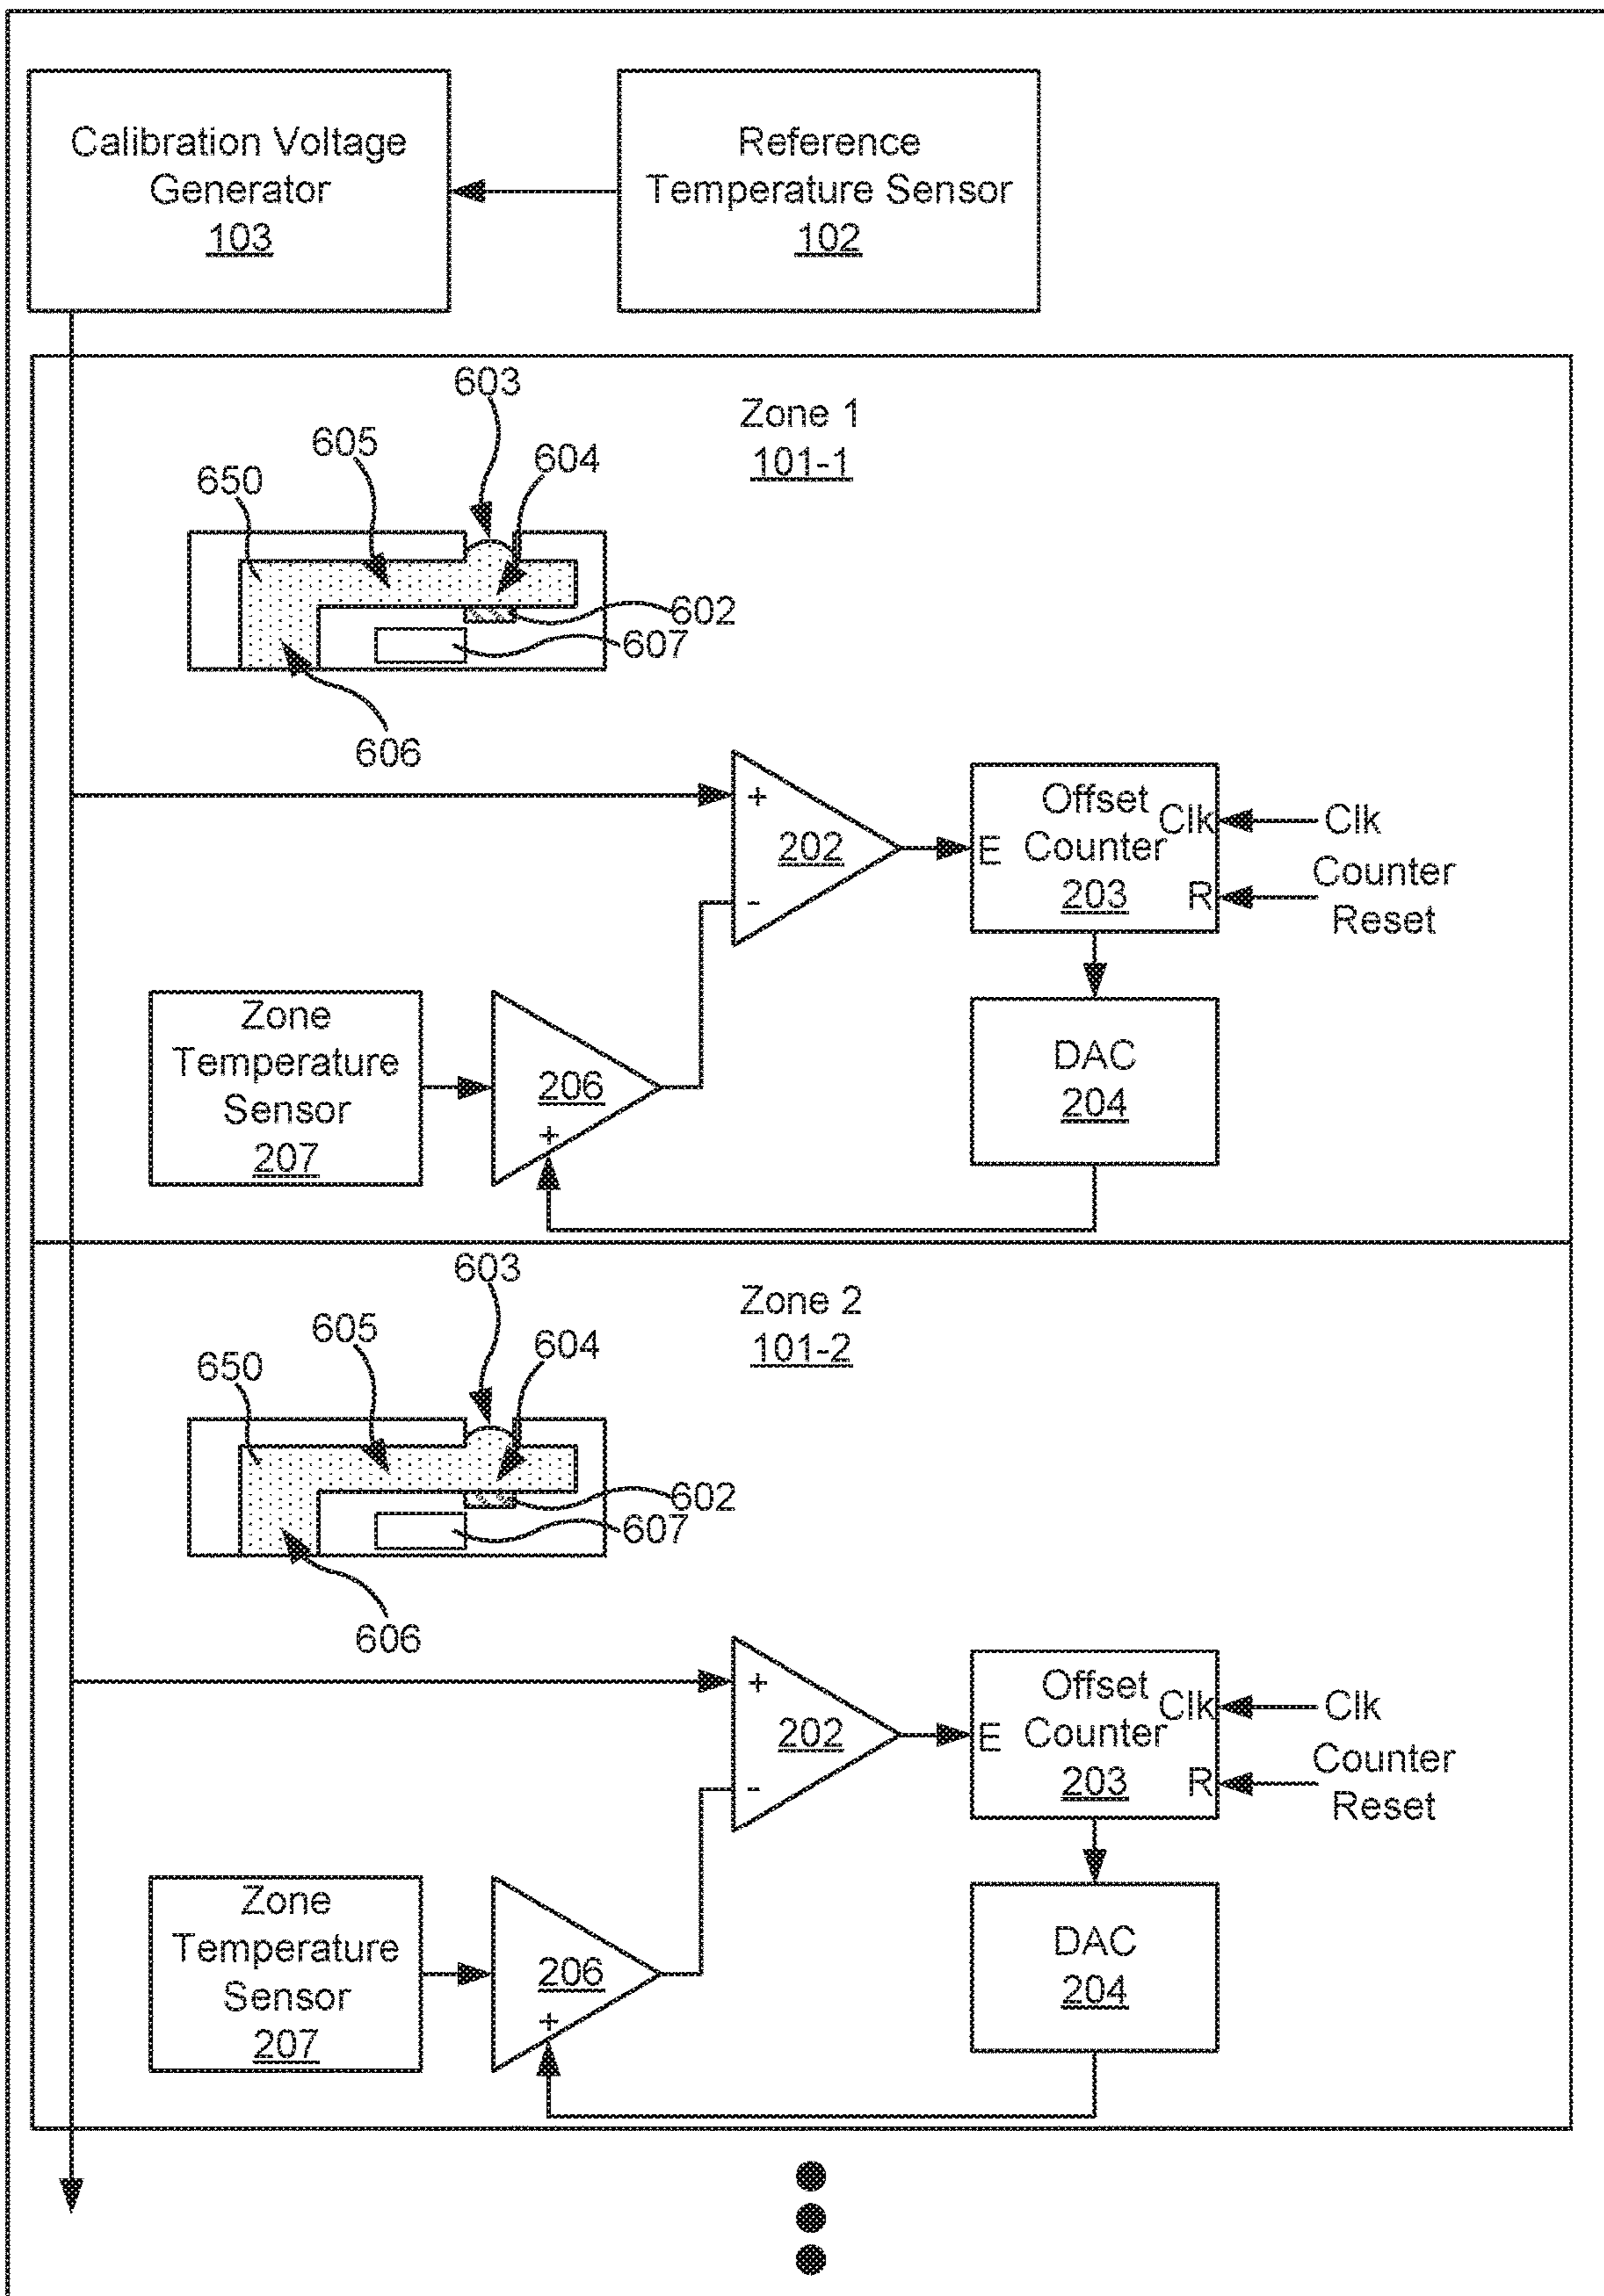 Calibration Voltage
Generator
103
Reference
Temperature Sensor
102
603
Zone 1
101-1
605
604
650
602
607
606
+
202
-
E
Offset
Counter
203
Clk
R
Clk
Counter
Reset
Zone
Temperature
Sensor
207
206
+
DAC
204
603
Zone 2
101-2
605
604
650
602
607
606
+
202
-
E
Offset
Counter
203
Clk
R
Clk
Counter
Reset
Zone
Temperature
Sensor
207
206
+
DAC
204